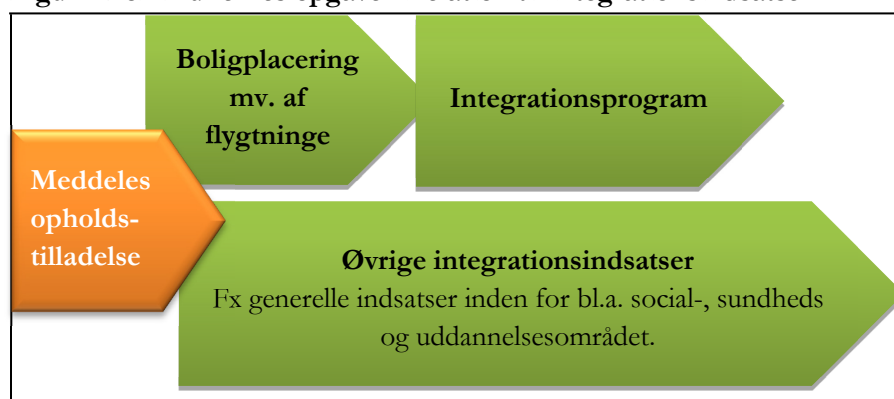 Boligplacering
mv. af
flygtninge
Integrationsprogram
Meddeles
opholds-
tilladelse
Øvrige integrationsindsatser
Fx generelle indsatser inden for bl.a. social-, sundheds
og uddannelsesområdet.